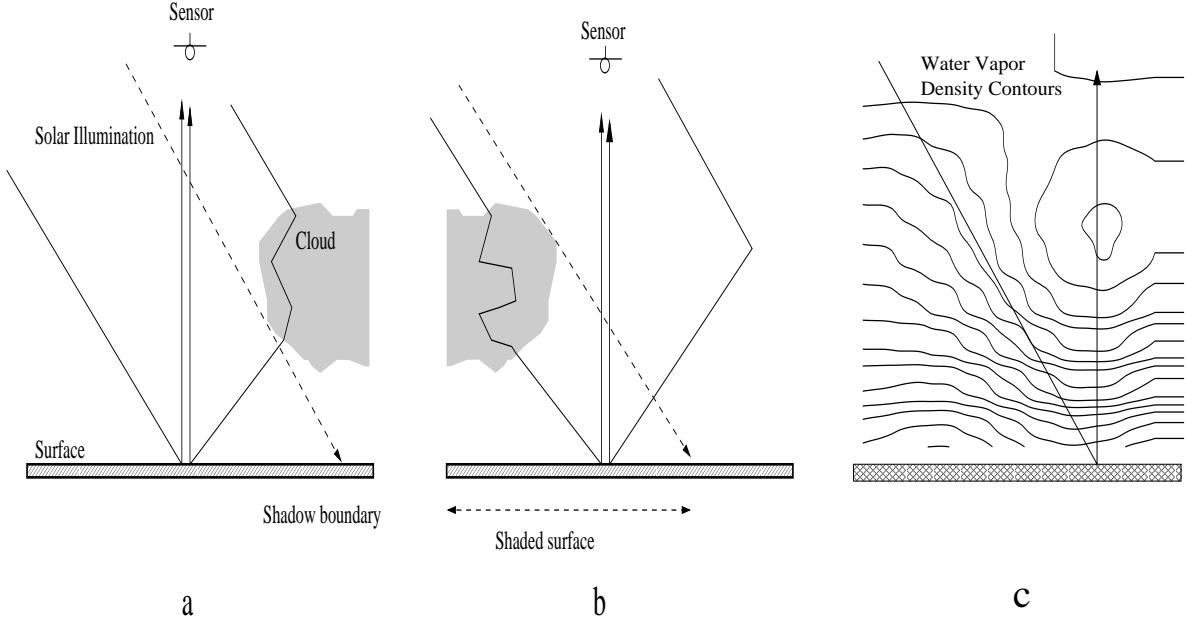 Sensor
Solar Illumination
Cloud
Surface
Shadow boundary
a
Sensor
Shaded surface
b
Water Vapor
Density Contours
c